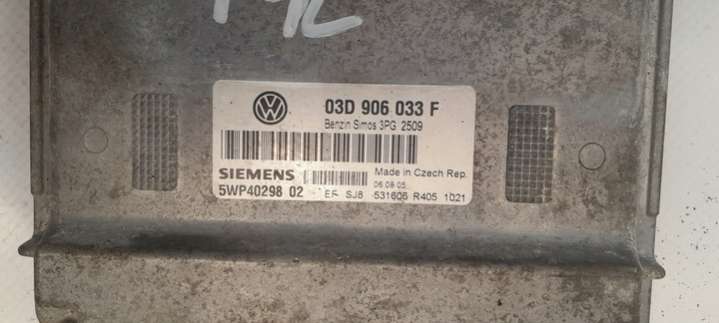 03D 906 033 F
Benzin Simos 3PG 2509
SIEMENS
Made in Czech Rep.
06.09.05
5WP40298 02 EF SJ8 531606 R405 1021